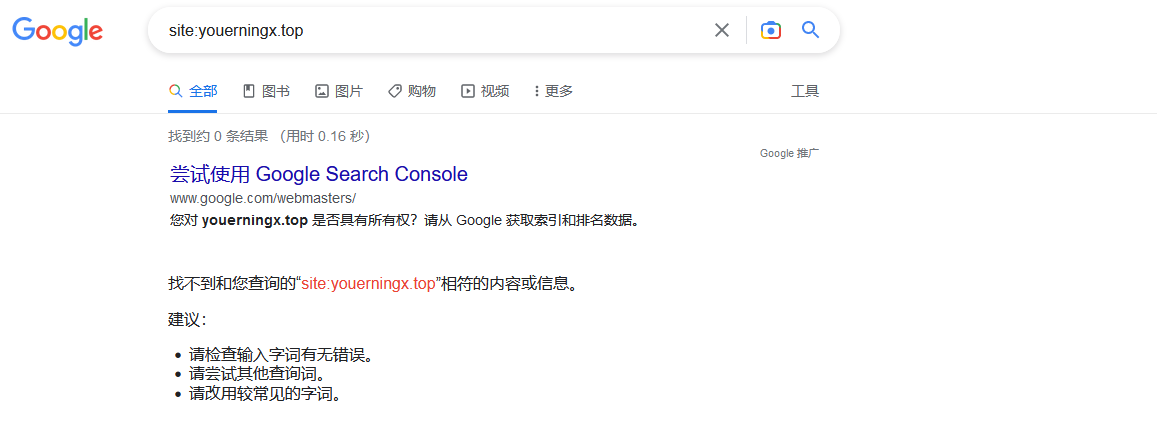 Google
site:youerningx.top
全部 图书 图片 购物 视频 更多 工具
找到约 0 条结果 （用时 0.16 秒）
Google 推广
尝试使用 Google Search Console
www.google.com/webmasters/
您对 youerningx.top 是否具有所有权？请从 Google 获取索引和排名数据。
找不到和您查询的“site:youerningx.top”相符的内容或信息。
建议：
请检查输入字词有无错误。
请尝试其他查询词。
请改用较常见的字词。